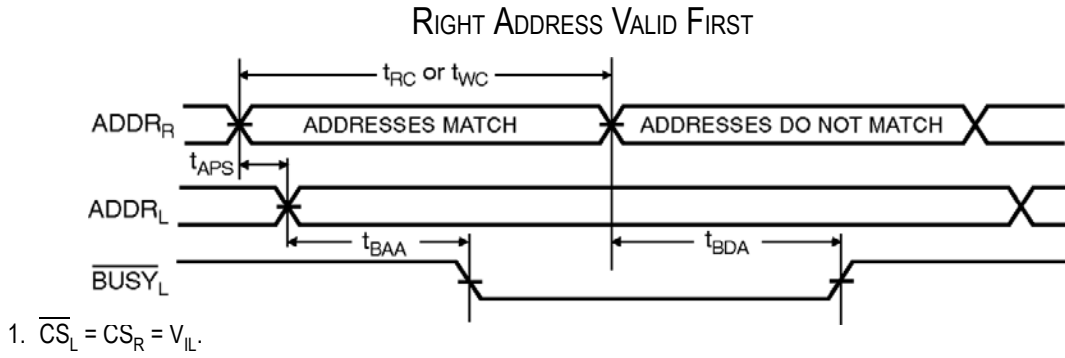 RIGHT ADDRESS VALID FIRST
tRC or tWC
ADDRR
ADDRESSES MATCH
ADDRESSES DO NOT MATCH
tAPS
ADDRL
tBAA
tBDA
BUSYL
1. CSL = CSR = VIL.